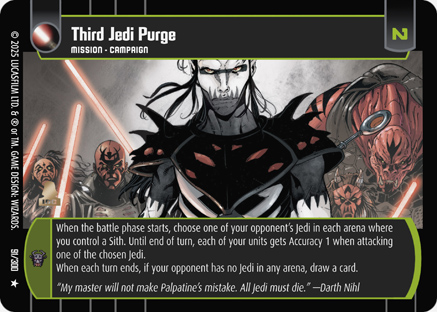 Third Jedi Purge
MISSION - CAMPAIGN
N
When the battle phase starts, choose one of your opponent's Jedi in each arena where
you control a Sith. Until end of turn, each of your units gets Accuracy 1 when attacking
one of the chosen Jedi.
When each turn ends, if your opponent has no Jedi in any arena, draw a card.
"My master will not make Palpatine's mistake. All Jedi must die." —Darth Nihl
© 2025 LUCASFILM LTD. & ® or TM. GAME DESIGN: WIZARDS.
91/300 ★